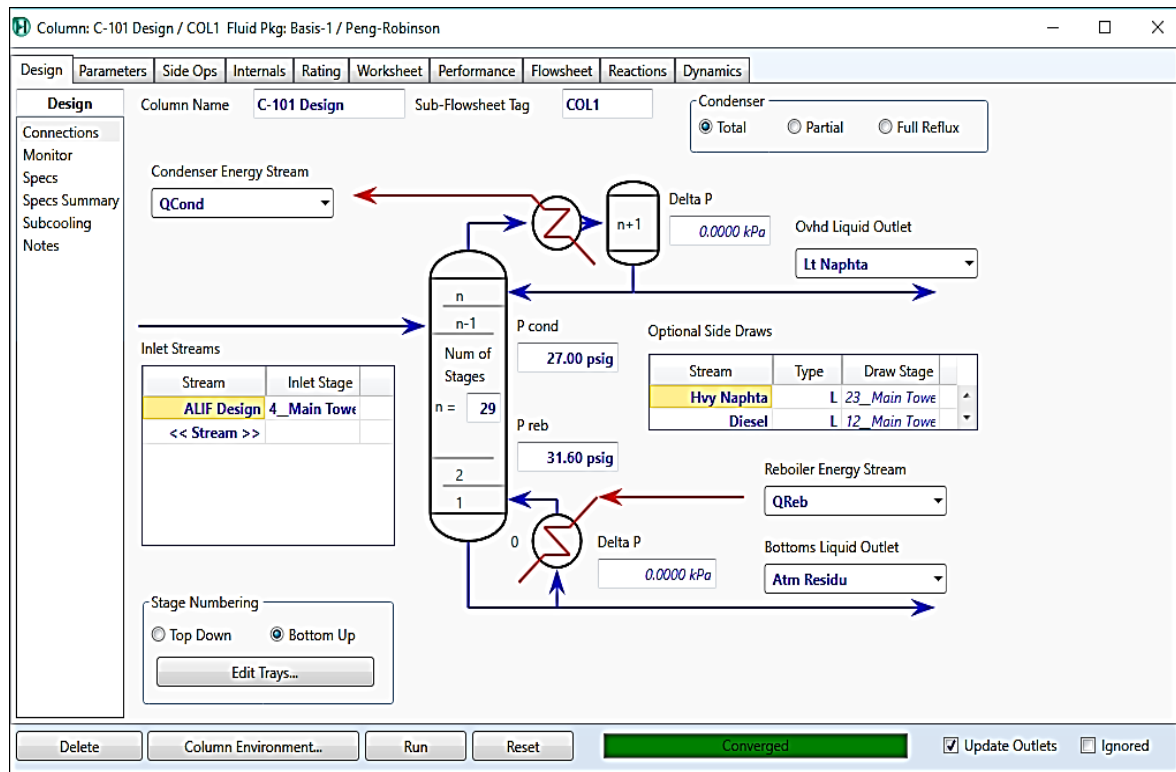 Column: C-101 Design / COL1 Fluid Pkg: Basis-1 / Peng-Robinson
Design Parameters Side Ops Internals Rating Worksheet Performance Flowsheet Reactions Dynamics
Design
Connections
Monitor
Specs
Specs Summary
Subcooling
Notes
Column Name C-101 Design Sub-Flowsheet Tag COL1
Condenser
Total Partial Full Reflux
Condenser Energy Stream
QCond
n+1
Delta P
0.0000 kPa
Ovhd Liquid Outlet
Lt Naphta
Inlet Streams
Stream Inlet Stage
ALIF Design 4_Main Towe
<< Stream >>
n
n-1
Num of
Stages
n = 29
2
1
0
P cond
27.00 psig
P reb
31.60 psig
Delta P
0.0000 kPa
Optional Side Draws
Stream Type Draw Stage
Hvy Naphta L 23_Main Towe
Diesel L 12_Main Towe
Reboiler Energy Stream
QReb
Bottoms Liquid Outlet
Atm Residu
Stage Numbering
Top Down Bottom Up
Edit Trays...
Delete Column Environment... Run Reset Converged Update Outlets Ignored